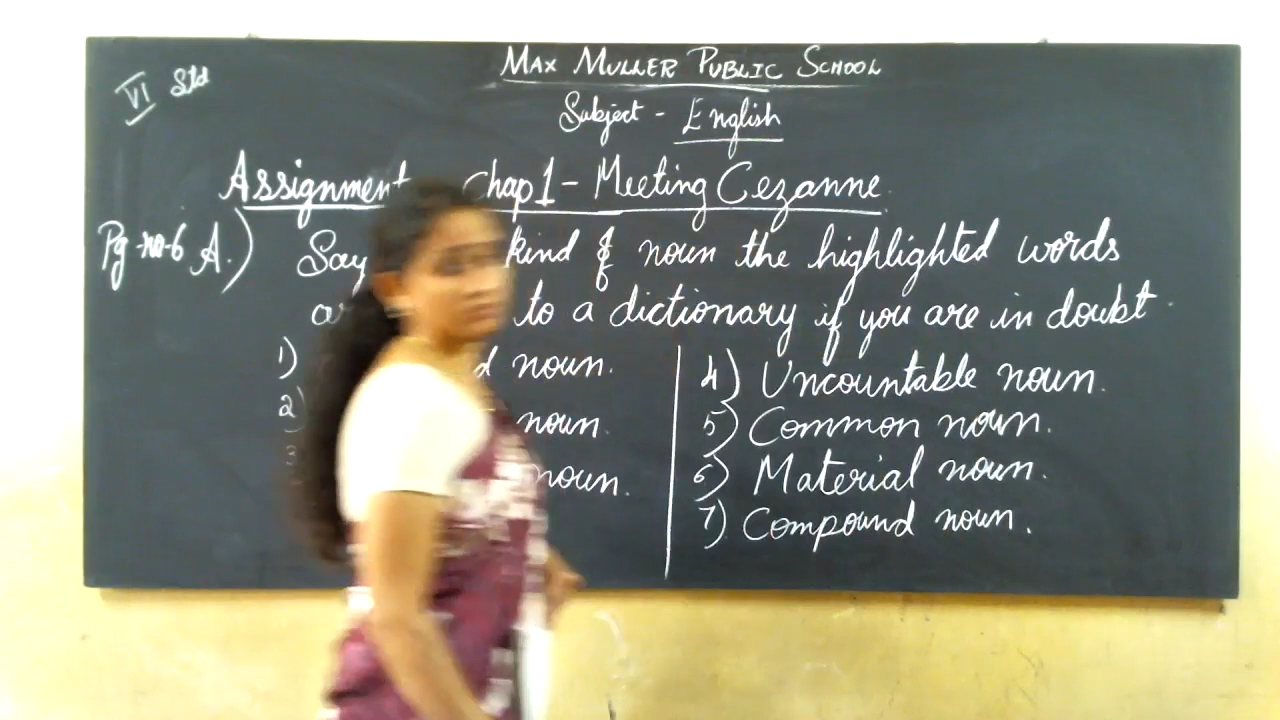 MAX MULLER PUBLIC SCHOOL
VI Std
Subject - English
Assignment Chap 1 - Meeting Cezanne.
Pg-no-6 A.) Say kind of noun the highlighted words
to a dictionary if you are in doubt.
1) noun.
2) noun.
3) noun.
4) Uncountable noun.
5) Common noun.
6) Material noun.
7) Compound noun.